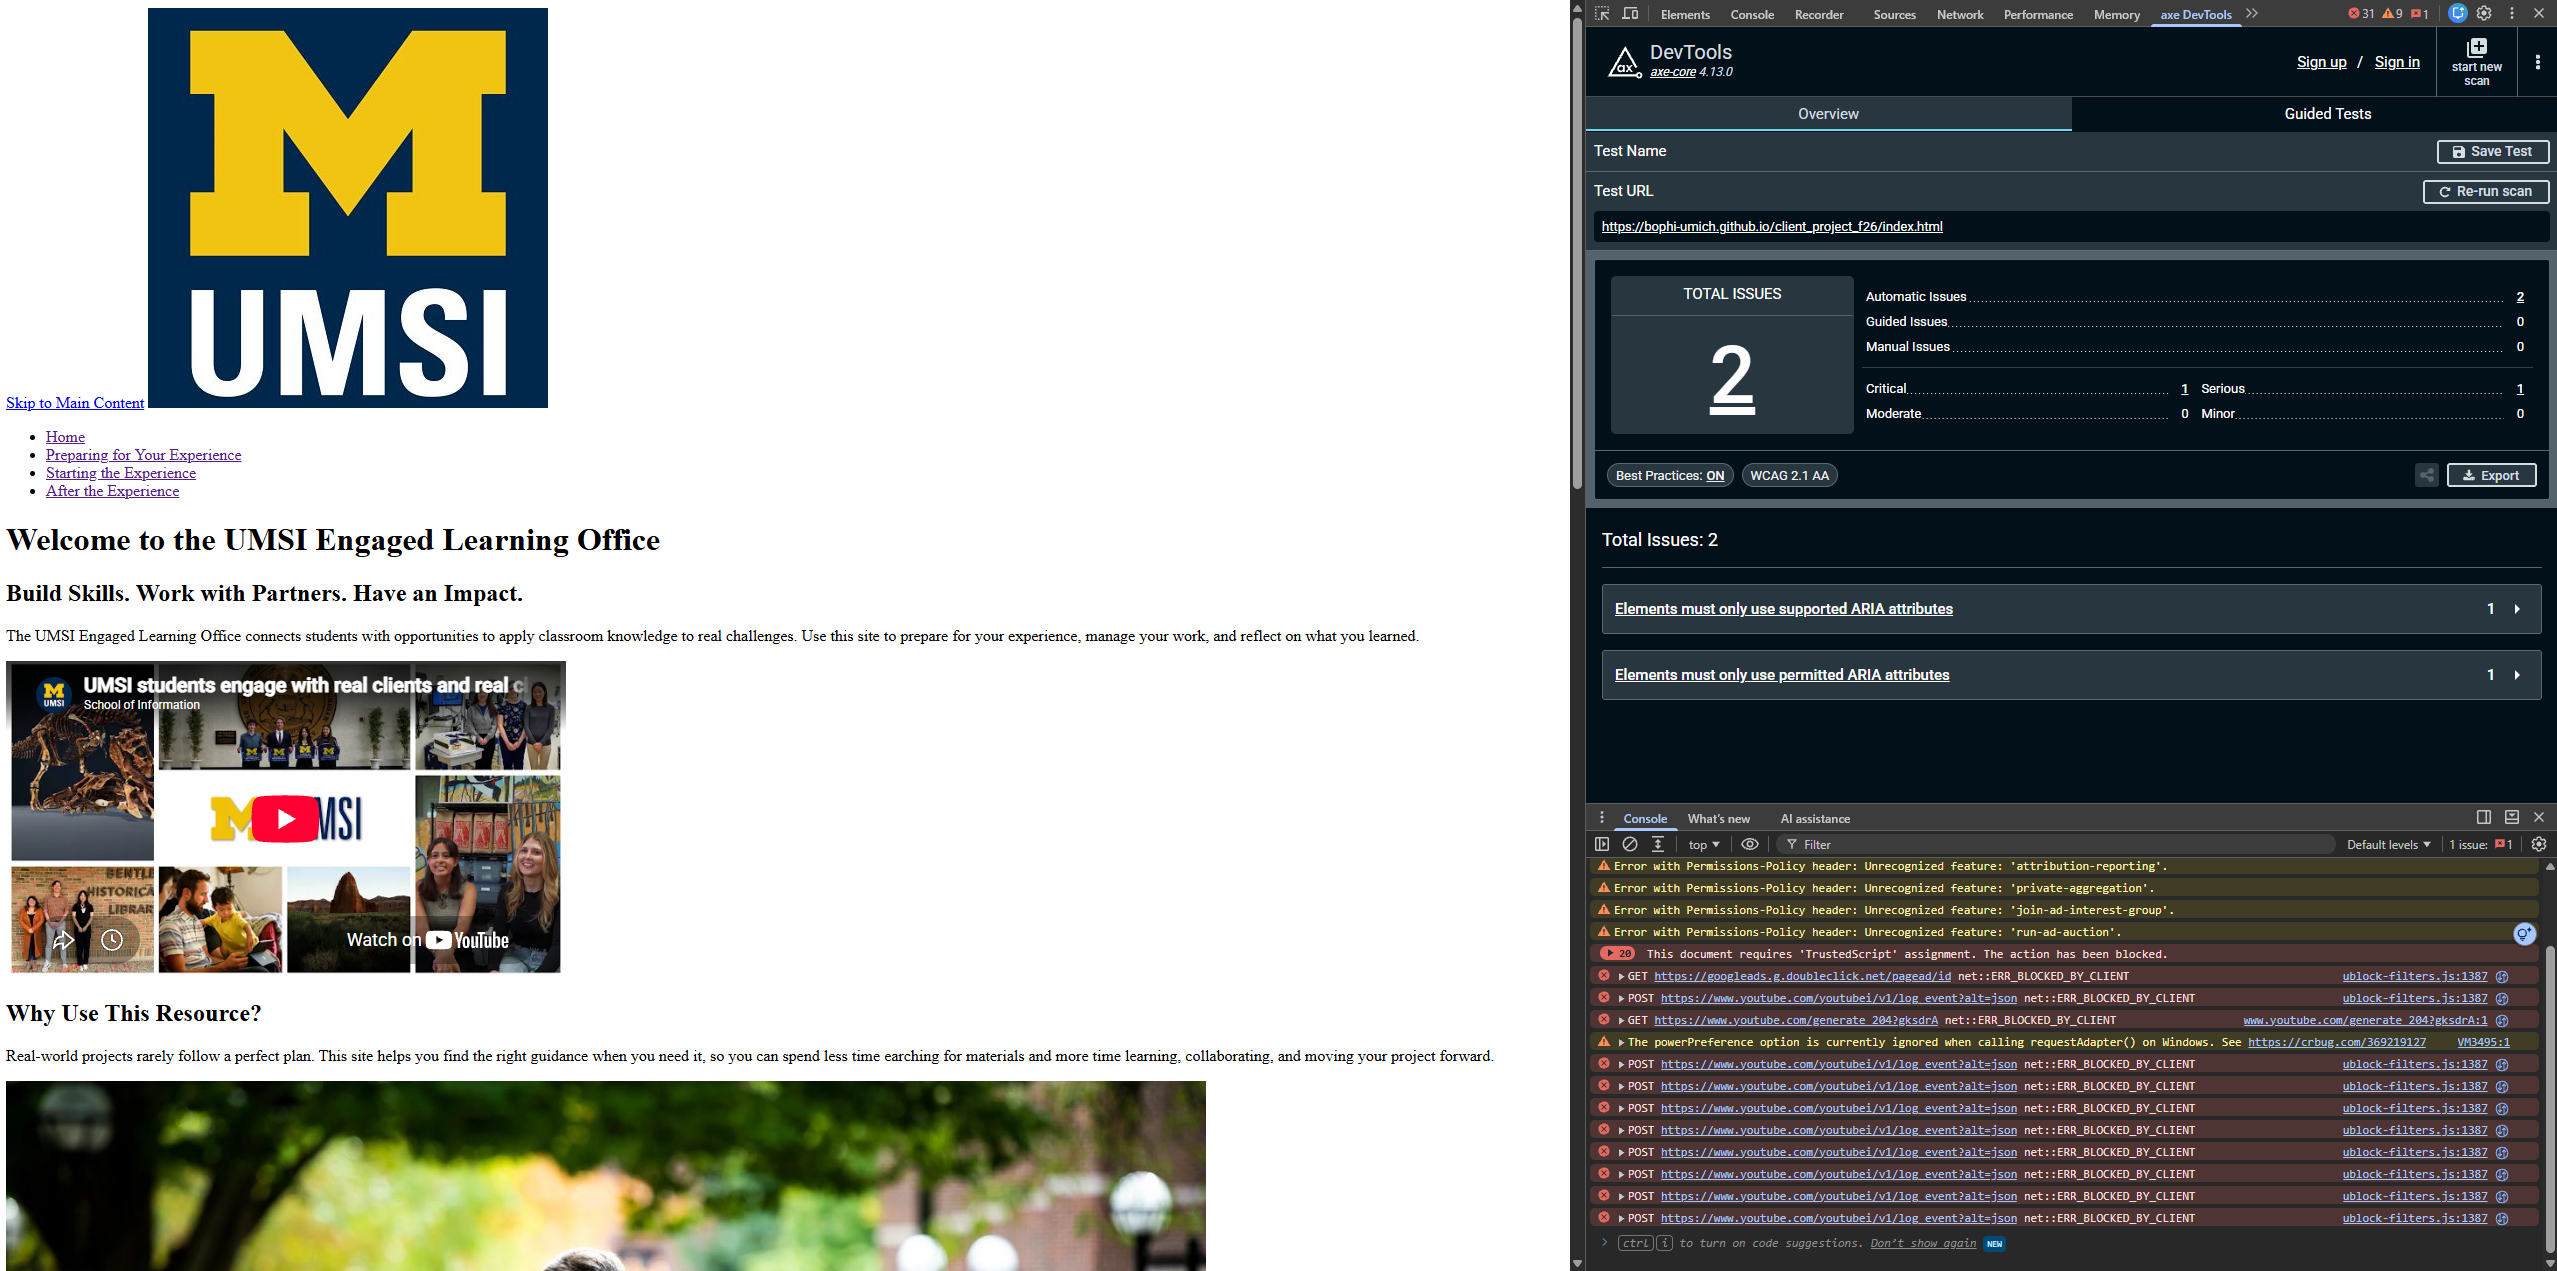 UMSI
Skip to Main Content
Home
Preparing for Your Experience
Starting the Experience
After the Experience
Welcome to the UMSI Engaged Learning Office
Build Skills. Work with Partners. Have an Impact.
The UMSI Engaged Learning Office connects students with opportunities to apply classroom knowledge to real challenges. Use this site to prepare for your experience, manage your work, and reflect on what you learned.
M UMSI
UMSI students engage with real clients and real c
School of Information
BENTLE
HISTORICA
LIBRAR
Watch on YouTube
Why Use This Resource?
Real-world projects rarely follow a perfect plan. This site helps you find the right guidance when you need it, so you can spend less time earching for materials and more time learning, collaborating, and moving your project forward.
Elements Console Recorder Sources Network Performance Memory axe DevTools 31 9 1
ax DevTools
axe-core 4.13.0
Sign up / Sign in
start new scan
Overview Guided Tests
Test Name Save Test
Test URL Re-run scan
https://bophi-umich.github.io/client_project_f26/index.html
TOTAL ISSUES
2
Automatic Issues 2
Guided Issues 0
Manual Issues 0
Critical 1 Serious 1
Moderate 0 Minor 0
Best Practices: ON WCAG 2.1 AA Export
Total Issues: 2
Elements must only use supported ARIA attributes 1
Elements must only use permitted ARIA attributes 1
Console What's new AI assistance
top Filter Default levels 1 issue: 1
Error with Permissions-Policy header: Unrecognized feature: 'attribution-reporting'.
Error with Permissions-Policy header: Unrecognized feature: 'private-aggregation'.
Error with Permissions-Policy header: Unrecognized feature: 'join-ad-interest-group'.
Error with Permissions-Policy header: Unrecognized feature: 'run-ad-auction'.
20 This document requires 'TrustedScript' assignment. The action has been blocked.
GET https://googleads.g.doubleclick.net/pagead/id net::ERR_BLOCKED_BY_CLIENT ublock-filters.js:1387
POST https://www.youtube.com/youtubei/v1/log_event?alt=json net::ERR_BLOCKED_BY_CLIENT ublock-filters.js:1387
GET https://www.youtube.com/generate_204?gksdrA net::ERR_BLOCKED_BY_CLIENT www.youtube.com/generate_204?gksdrA:1
The powerPreference option is currently ignored when calling requestAdapter() on Windows. See https://crbug.com/369219127 VM3495:1
POST https://www.youtube.com/youtubei/v1/log_event?alt=json net::ERR_BLOCKED_BY_CLIENT ublock-filters.js:1387
POST https://www.youtube.com/youtubei/v1/log_event?alt=json net::ERR_BLOCKED_BY_CLIENT ublock-filters.js:1387
POST https://www.youtube.com/youtubei/v1/log_event?alt=json net::ERR_BLOCKED_BY_CLIENT ublock-filters.js:1387
POST https://www.youtube.com/youtubei/v1/log_event?alt=json net::ERR_BLOCKED_BY_CLIENT ublock-filters.js:1387
POST https://www.youtube.com/youtubei/v1/log_event?alt=json net::ERR_BLOCKED_BY_CLIENT ublock-filters.js:1387
POST https://www.youtube.com/youtubei/v1/log_event?alt=json net::ERR_BLOCKED_BY_CLIENT ublock-filters.js:1387
POST https://www.youtube.com/youtubei/v1/log_event?alt=json net::ERR_BLOCKED_BY_CLIENT ublock-filters.js:1387
POST https://www.youtube.com/youtubei/v1/log_event?alt=json net::ERR_BLOCKED_BY_CLIENT ublock-filters.js:1387
ctrl i to turn on code suggestions. Don't show again NEW